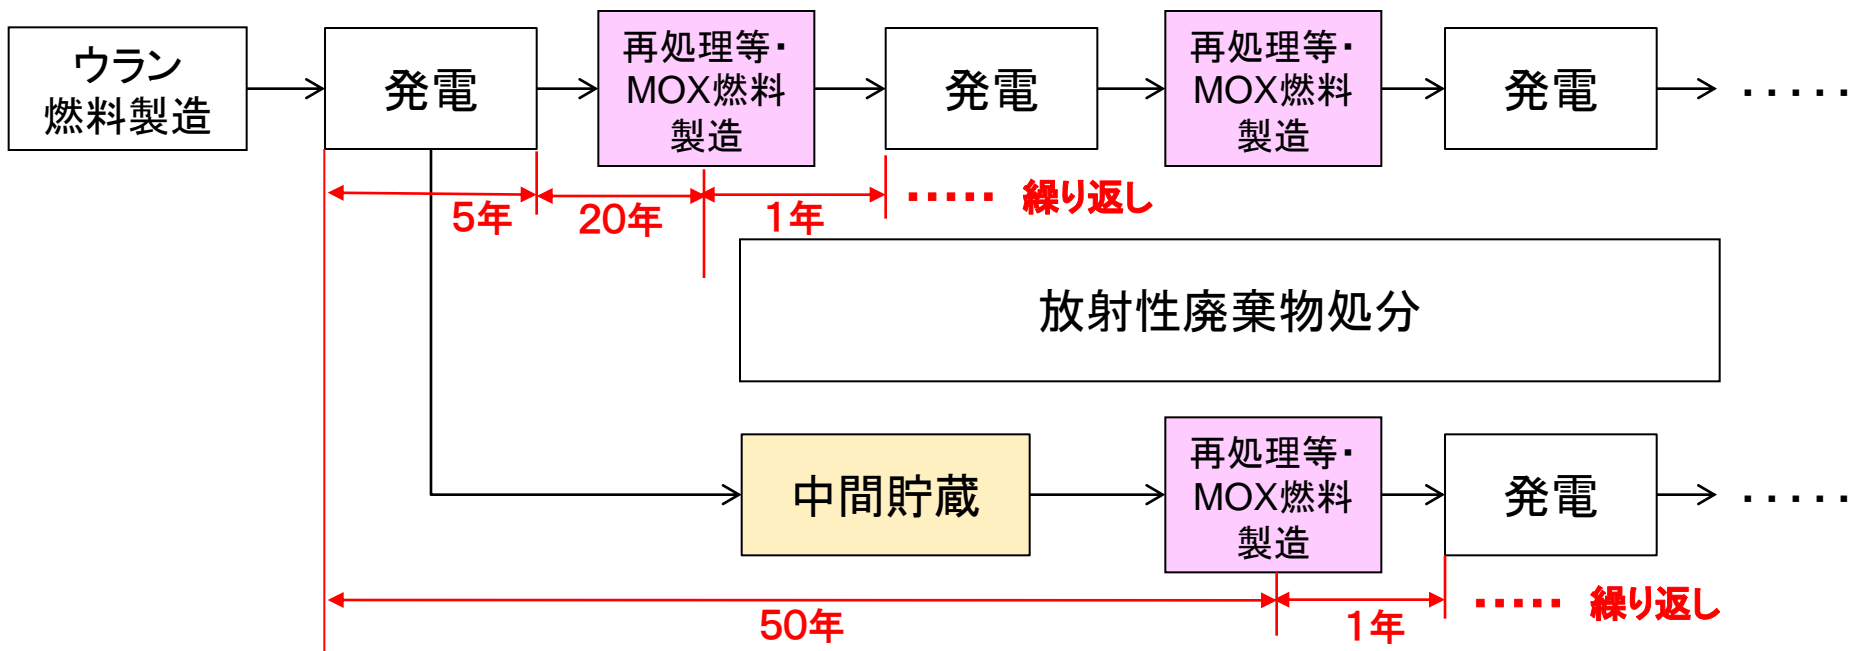 ウラン
燃料製造
発電
再処理等・
MOX燃料
製造
発電
再処理等・
MOX燃料
製造
発電
・・・・・
5年
20年
1年
・・・・・ 繰り返し
放射性廃棄物処分
中間貯蔵
再処理等・
MOX燃料
製造
発電
・・・・・
50年
1年
・・・・・ 繰り返し